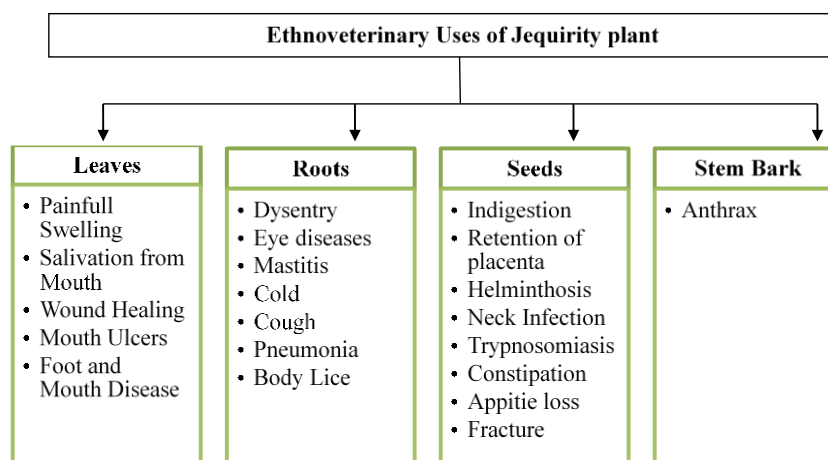 Ethnoveterinary Uses of Jequirity plant
Leaves
• Painfull
Swelling
• Salivation from
Mouth
• Wound Healing
• Mouth Ulcers
• Foot and
Mouth Disease
Roots
• Dysentry
• Eye diseases
• Mastitis
• Cold
• Cough
• Pneumonia
• Body Lice
Seeds
• Indigestion
• Retention of
placenta
• Helminthosis
• Neck Infection
• Trypnosomiasis
• Constipation
• Appitie loss
• Fracture
Stem Bark
• Anthrax